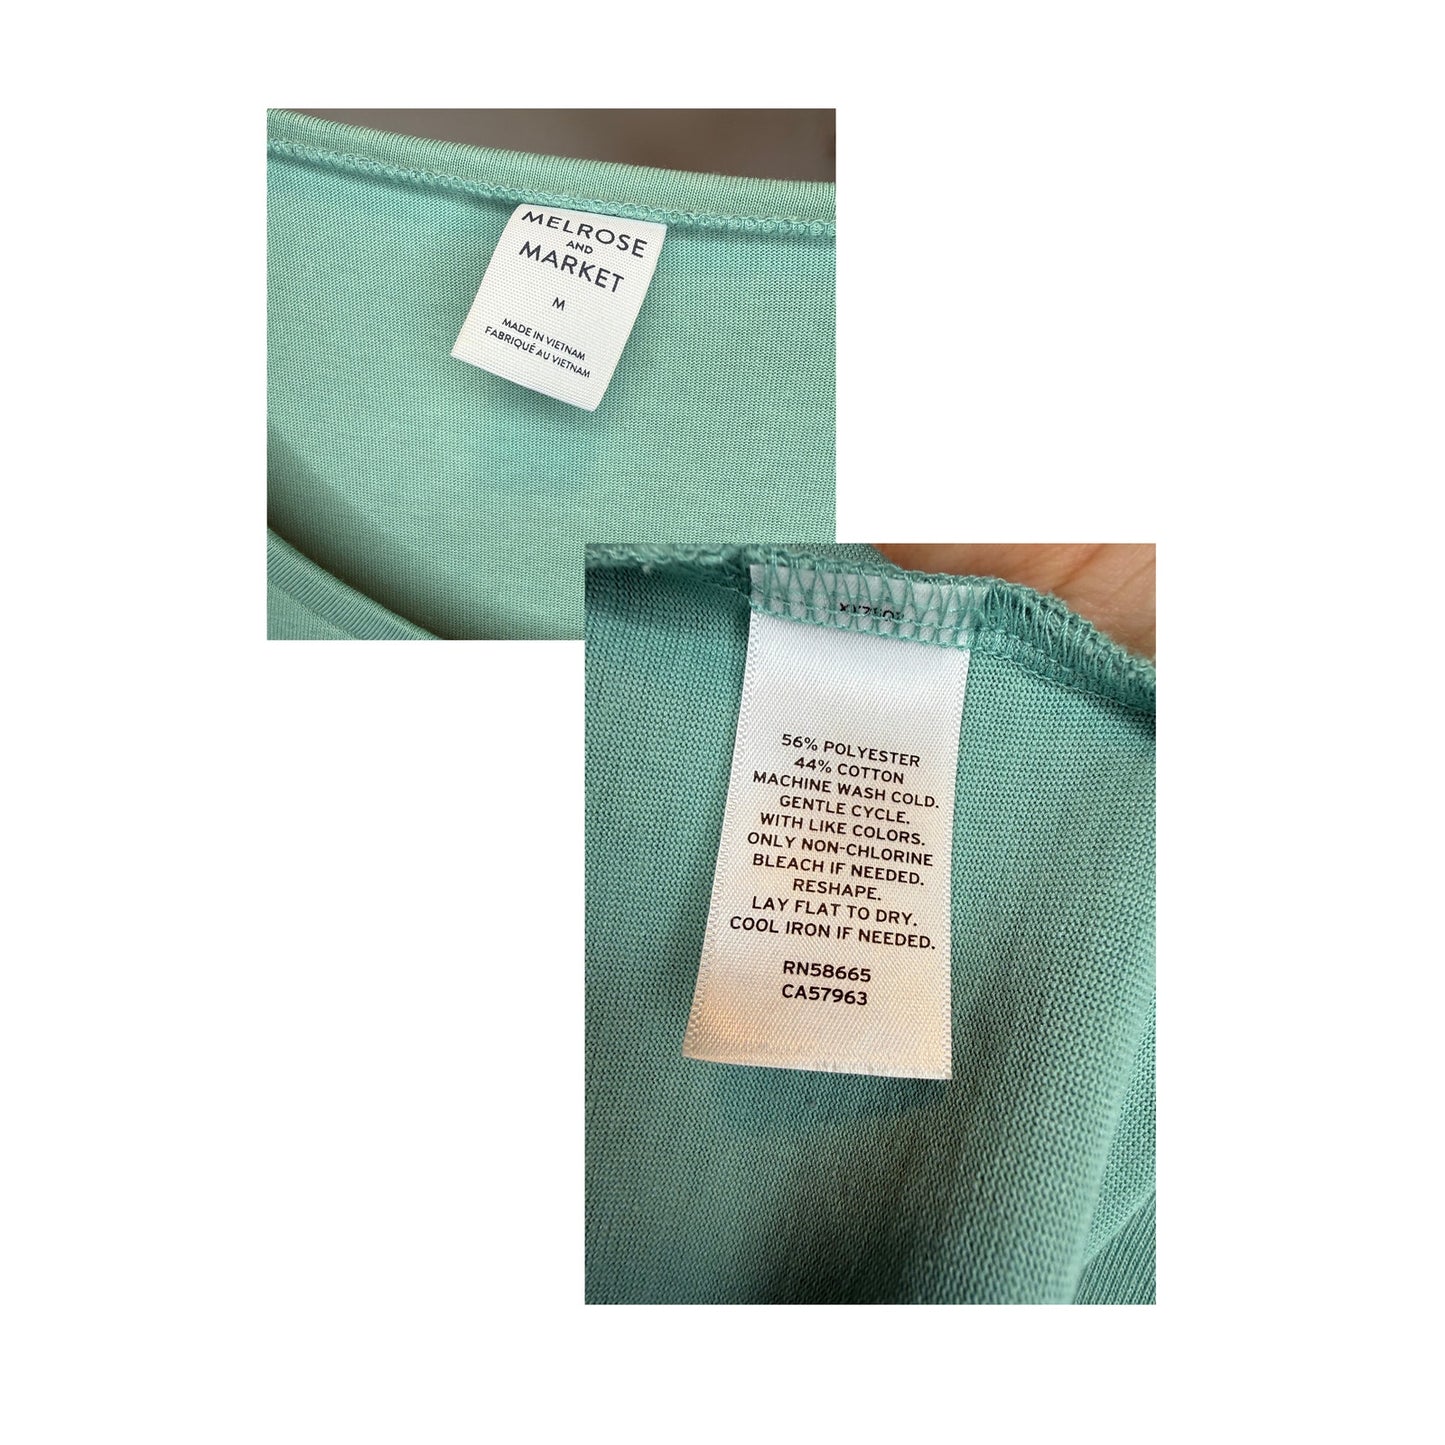 MELROSE
AND
MARKET
M
MADE IN VIETNAM
FABRIQUÉ AU VIETNAM
56% POLYESTER
44% COTTON
MACHINE WASH COLD.
GENTLE CYCLE.
WITH LIKE COLORS.
ONLY NON-CHLORINE
BLEACH IF NEEDED.
RESHAPE.
LAY FLAT TO DRY.
COOL IRON IF NEEDED.
RN58665
CA57963